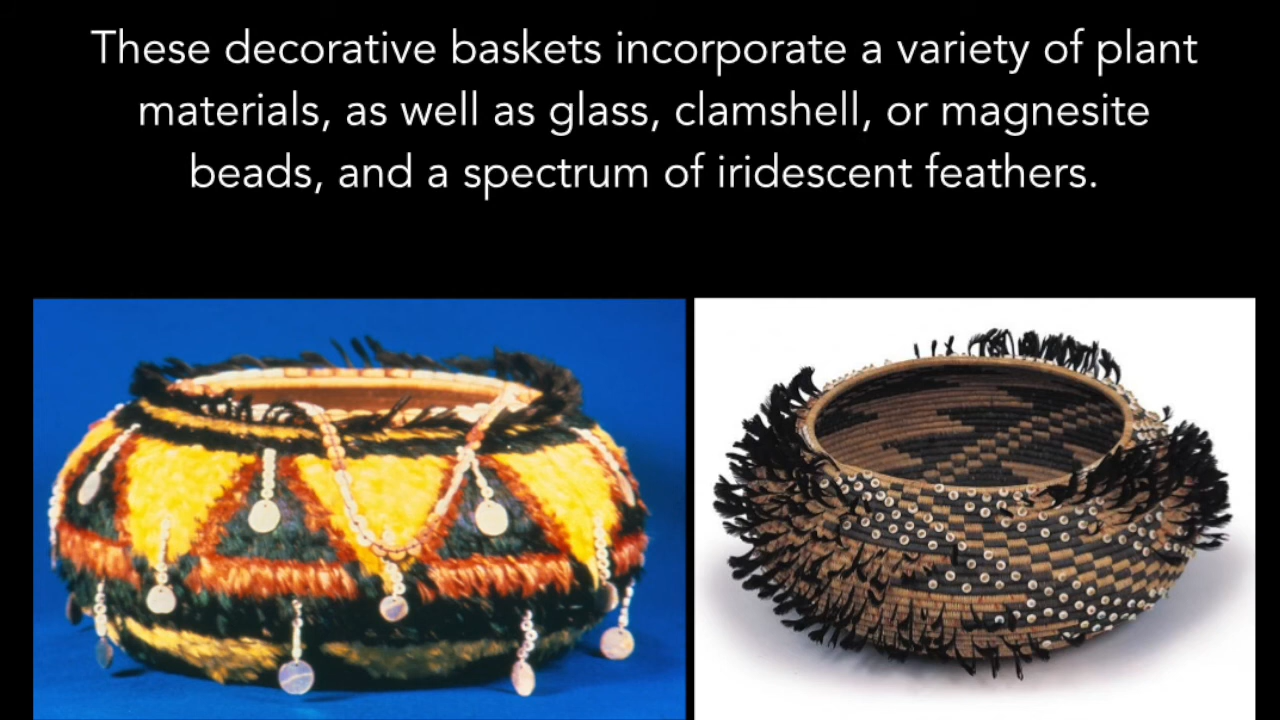 These decorative baskets incorporate a variety of plant
materials, as well as glass, clamshell, or magnesite
beads, and a spectrum of iridescent feathers.